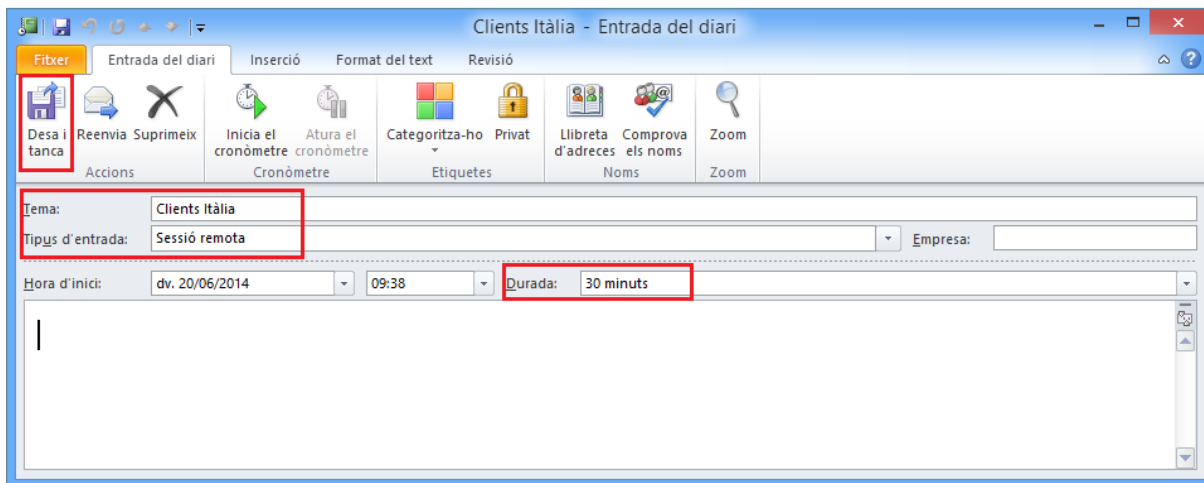 Clients Itàlia - Entrada del diari
Fitxer Entrada del diari Inserció Format del text Revisió
Desa i tanca Reenvia Suprimeix Inicia el cronòmetre Atura el cronòmetre Categoritza-ho Privat Llibreta d'adreces Comprova els noms Zoom
Accions Cronòmetre Etiquetes Noms Zoom
Tema: Clients Itàlia
Tipus d'entrada: Sessió remota Empresa:
Hora d'inici: dv. 20/06/2014 09:38 Durada: 30 minuts